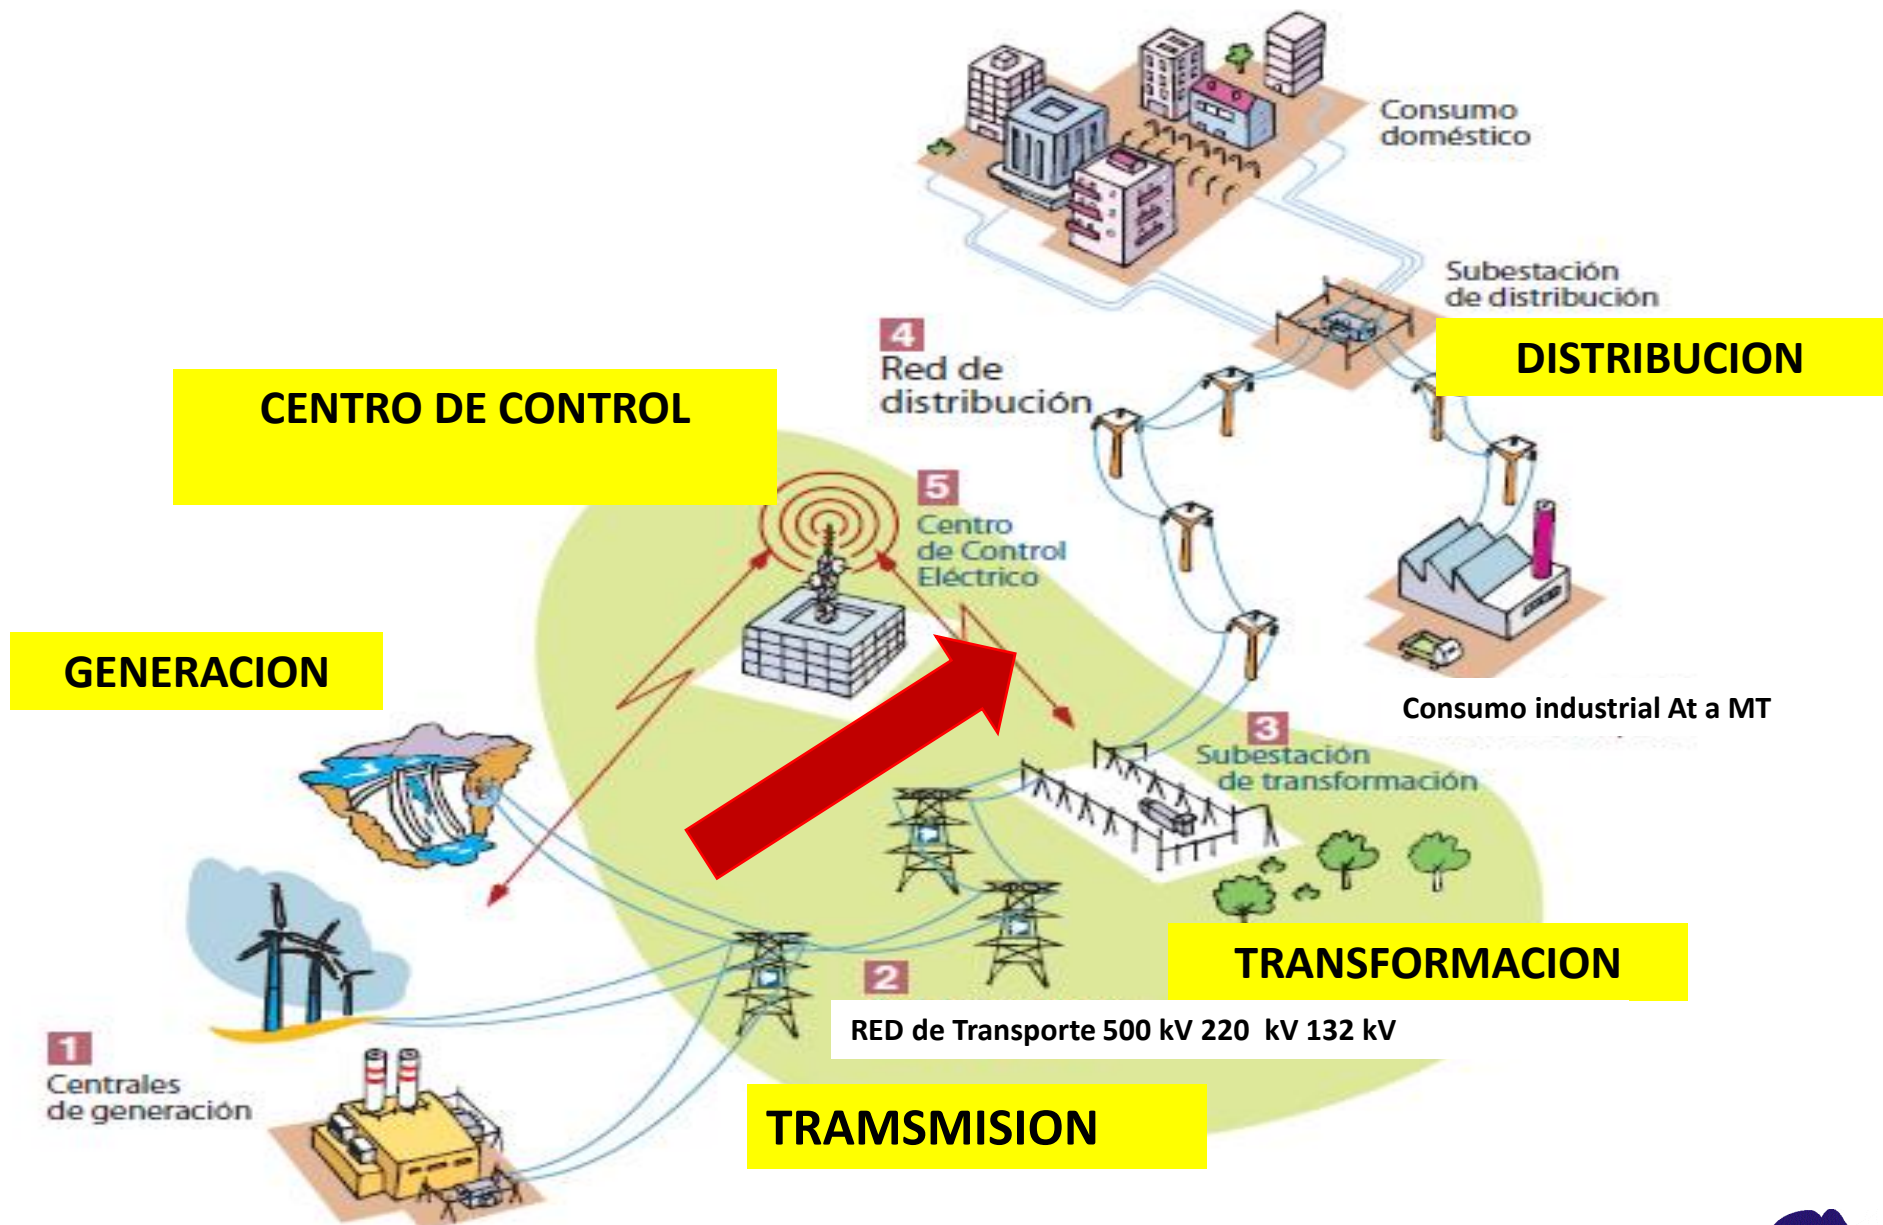 Consumo
doméstico
Subestación
de distribución
DISTRIBUCION
4
Red de
distribución
CENTRO DE CONTROL
5
Centro
de Control
Eléctrico
GENERACION
Consumo industrial At a MT
3
Subestación
de transformación
TRANSFORMACION
2
RED de Transporte 500 kV 220 kV 132 kV
1
Centrales
de generación
TRAMSMISION